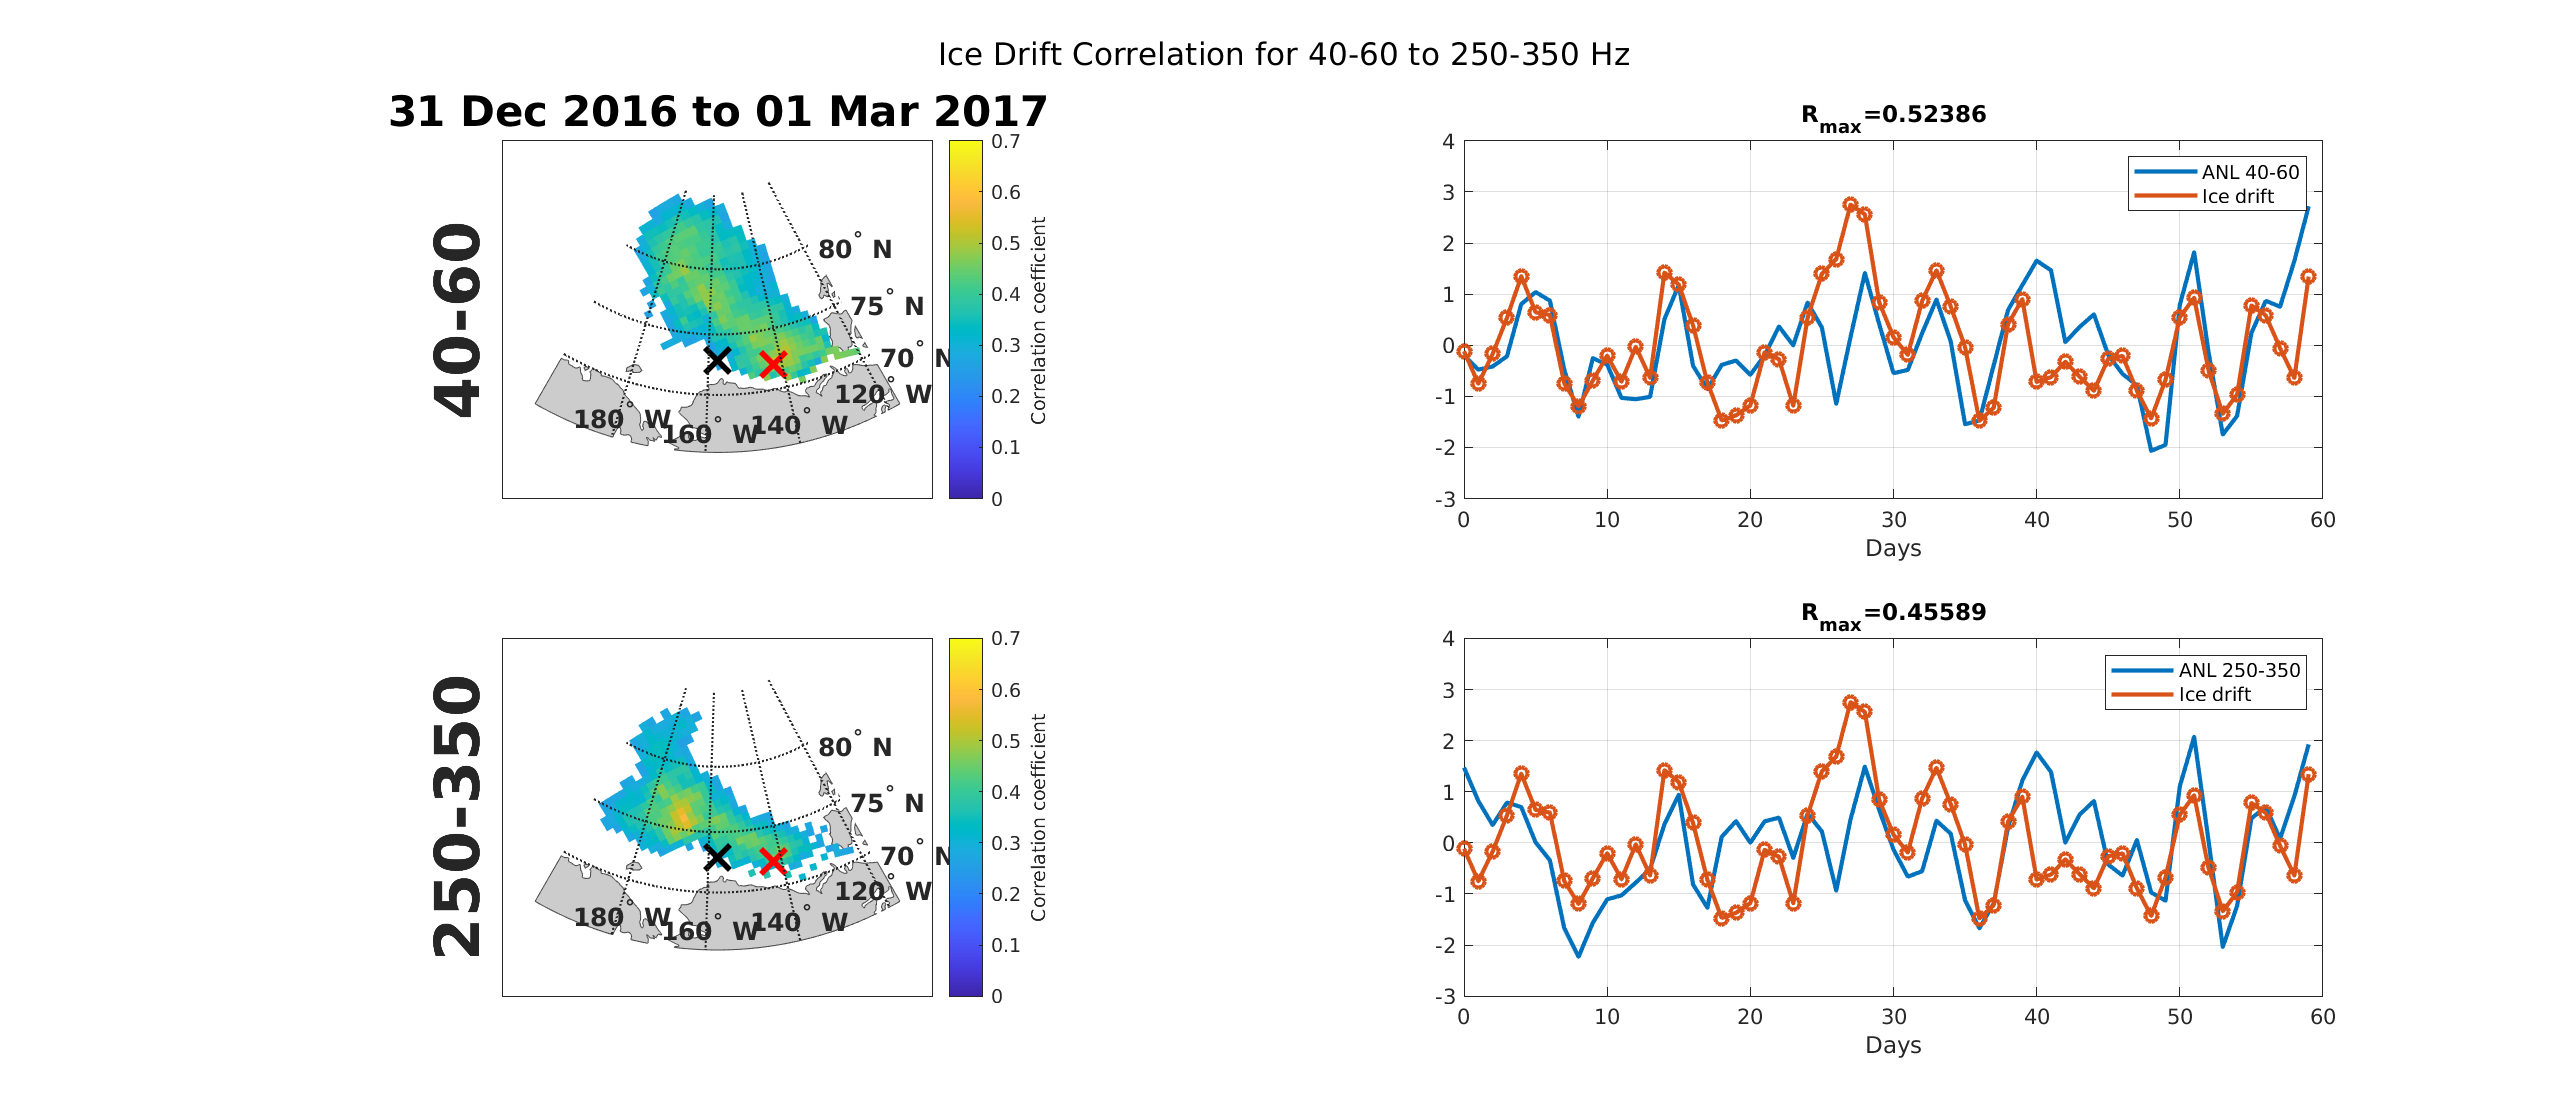 Ice Drift Correlation for 40-60 to 250-350 Hz
31 Dec 2016 to 01 Mar 2017
40-60
80° N
75° N
70° N
120° W
140° W
160° W
180° W
0.7
0.6
0.5
0.4
0.3
0.2
0.1
0
Correlation coefficient
Rmax=0.52386
ANL 40-60
Ice drift
4
3
2
1
0
-1
-2
-3
0 10 20 30 40 50 60
Days
250-350
80° N
75° N
70° N
120° W
140° W
160° W
180° W
0.7
0.6
0.5
0.4
0.3
0.2
0.1
0
Correlation coefficient
Rmax=0.45589
ANL 250-350
Ice drift
4
3
2
1
0
-1
-2
-3
0 10 20 30 40 50 60
Days